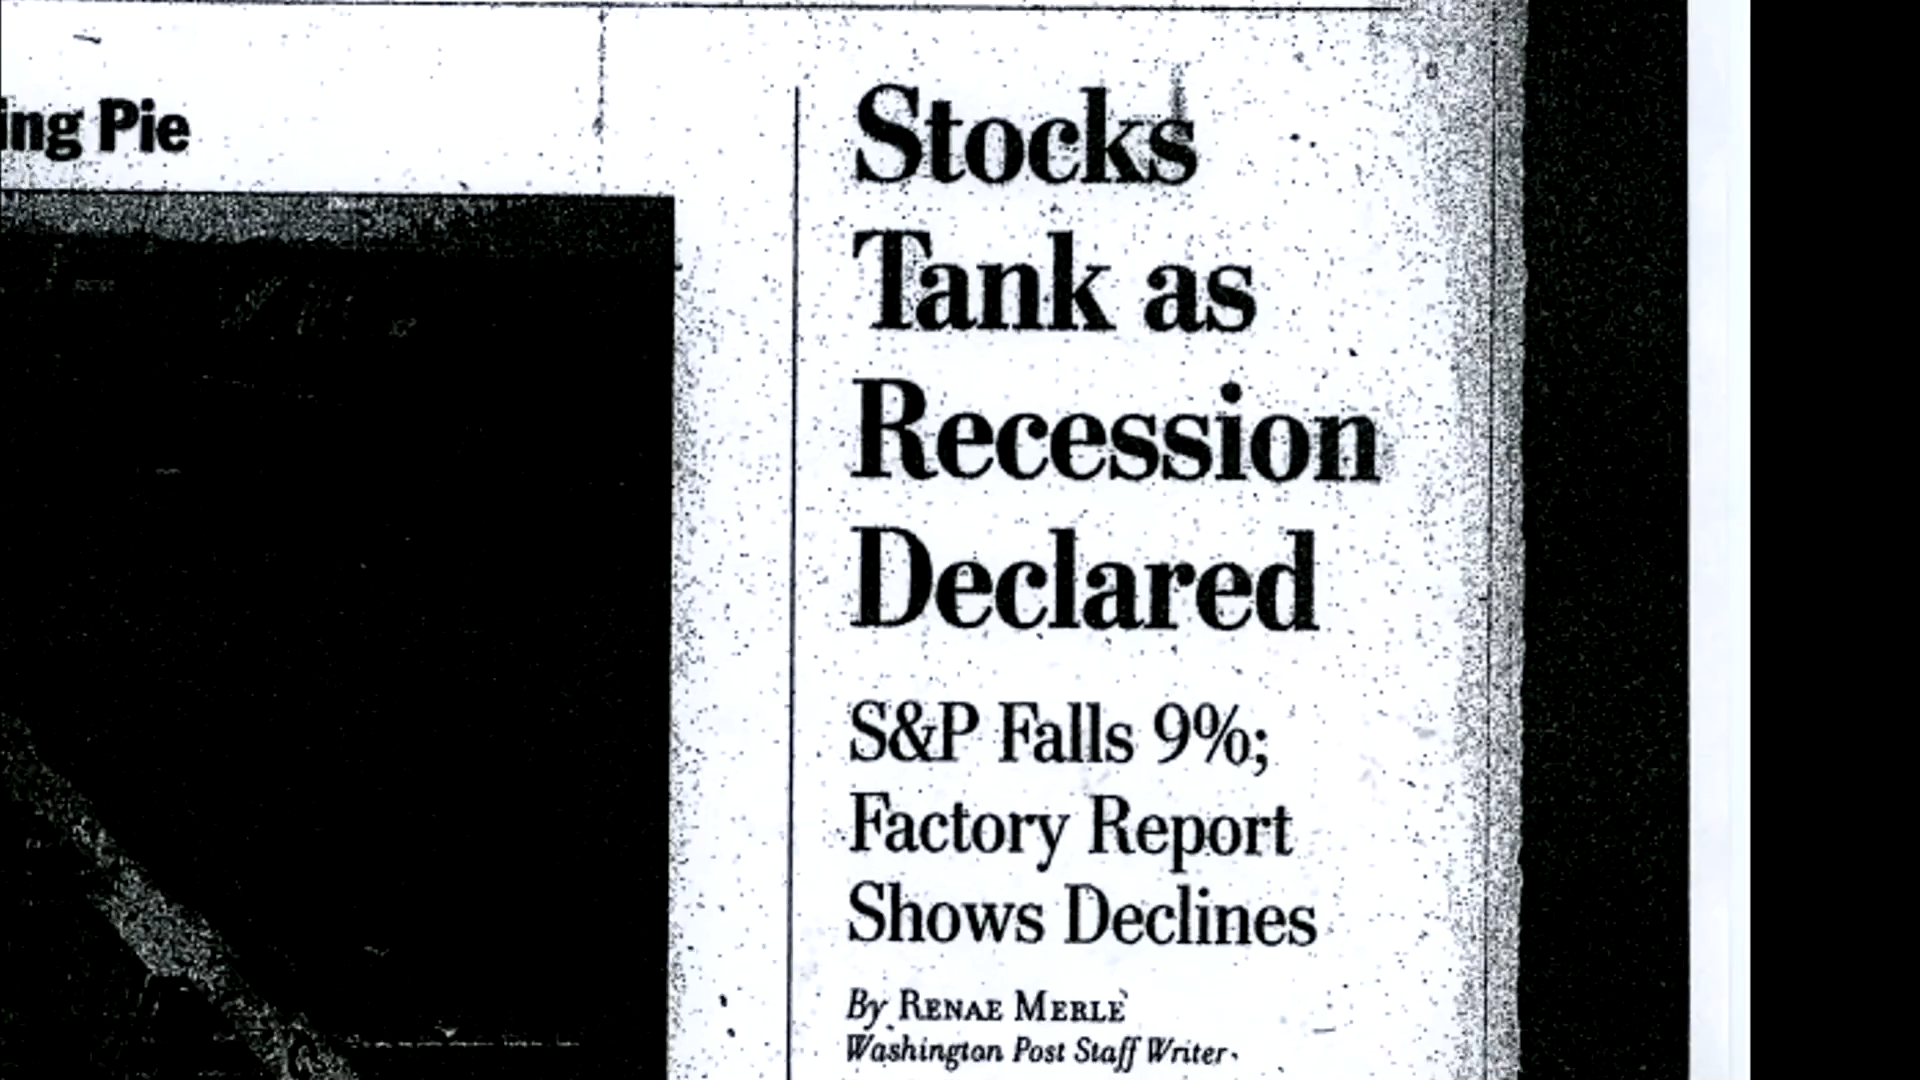 ing Pie
Stocks
Tank as
Recession
Declared
S&P Falls 9%;
Factory Report
Shows Declines
By RENAE MERLE
Washington Post Staff Writer